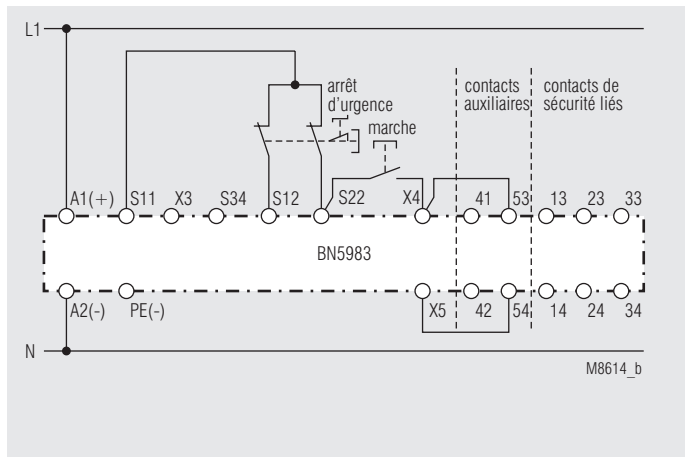 L1
arrêt
d'urgence
marche
contacts
auxiliaires
contacts de
sécurité liés
A1(+) S11 X3 S34 S12 S22 X4 41 53 13 23 33
BN5983
A2(-) PE(-) X5 42 54 14 24 34
N
M8614_b